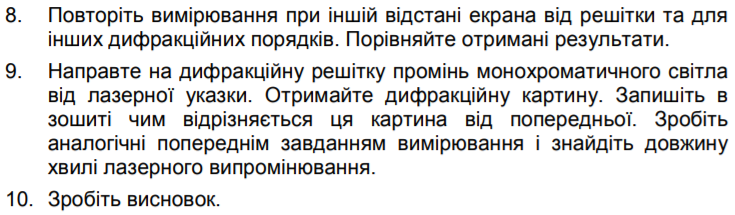 8. Повторіть вимірювання при іншій відстані екрана від решітки та для
інших дифракційних порядків. Порівняйте отримані результати.
9. Направте на дифракційну решітку промінь монохроматичного світла
від лазерної указки. Отримайте дифракційну картину. Запишіть в
зошиті чим відрізняється ця картина від попередньої. Зробіть
аналогічні попереднім завданням вимірювання і знайдіть довжину
хвилі лазерного випромінювання.
10. Зробіть висновок.